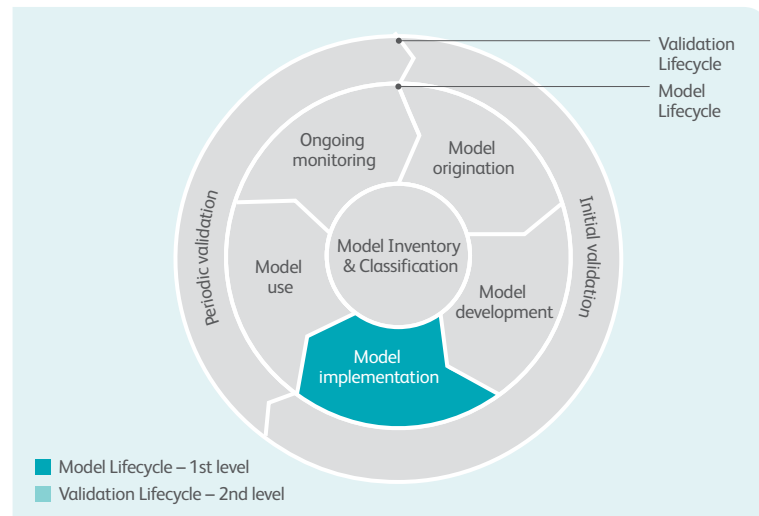 Validation
Lifecycle
Model
Lifecycle
Ongoing
monitoring
Model
origination
Periodic validation
Initial validation
Model Inventory
& Classification
Model
use
Model
development
Model
implementation
Model Lifecycle – 1st level
Validation Lifecycle – 2nd level